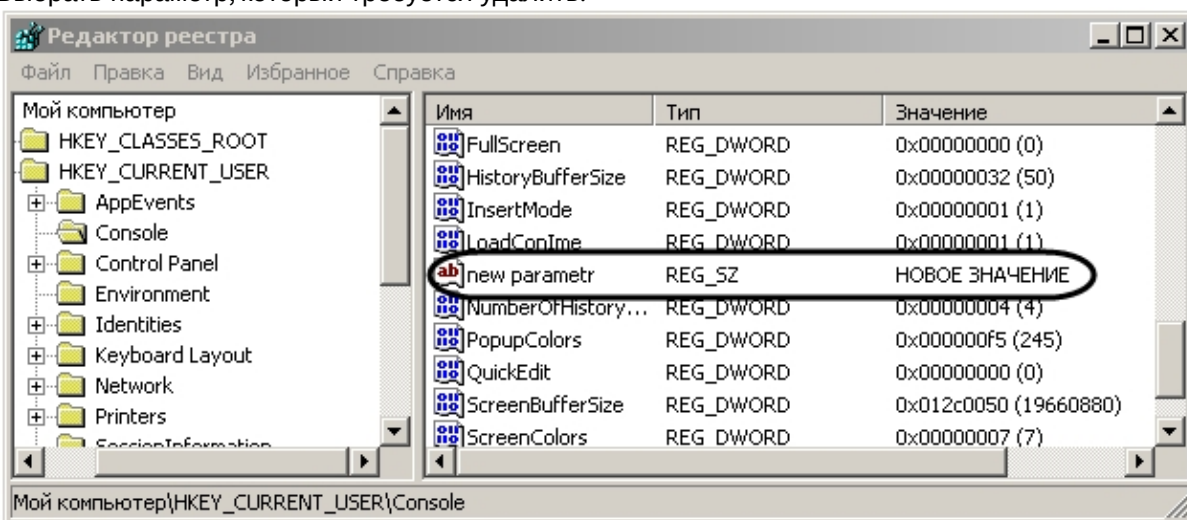 Выбрать параметр, который требуется удалить.
Редактор реестра
Файл Правка Вид Избранное Справка
Мой компьютер
HKEY_CLASSES_ROOT
HKEY_CURRENT_USER
AppEvents
Console
Control Panel
Environment
Identities
Keyboard Layout
Network
Printers
SessionInformation
Имя Тип Значение
FullScreen REG_DWORD 0x00000000 (0)
HistoryBufferSize REG_DWORD 0x00000032 (50)
InsertMode REG_DWORD 0x00000001 (1)
LoadConIme REG_DWORD 0x00000001 (1)
new parametr REG_SZ НОВОЕ ЗНАЧЕНИЕ
NumberOfHistory... REG_DWORD 0x00000004 (4)
PopupColors REG_DWORD 0x000000f5 (245)
QuickEdit REG_DWORD 0x00000000 (0)
ScreenBufferSize REG_DWORD 0x012c0050 (19660880)
ScreenColors REG_DWORD 0x00000007 (7)
Мой компьютер\HKEY_CURRENT_USER\Console